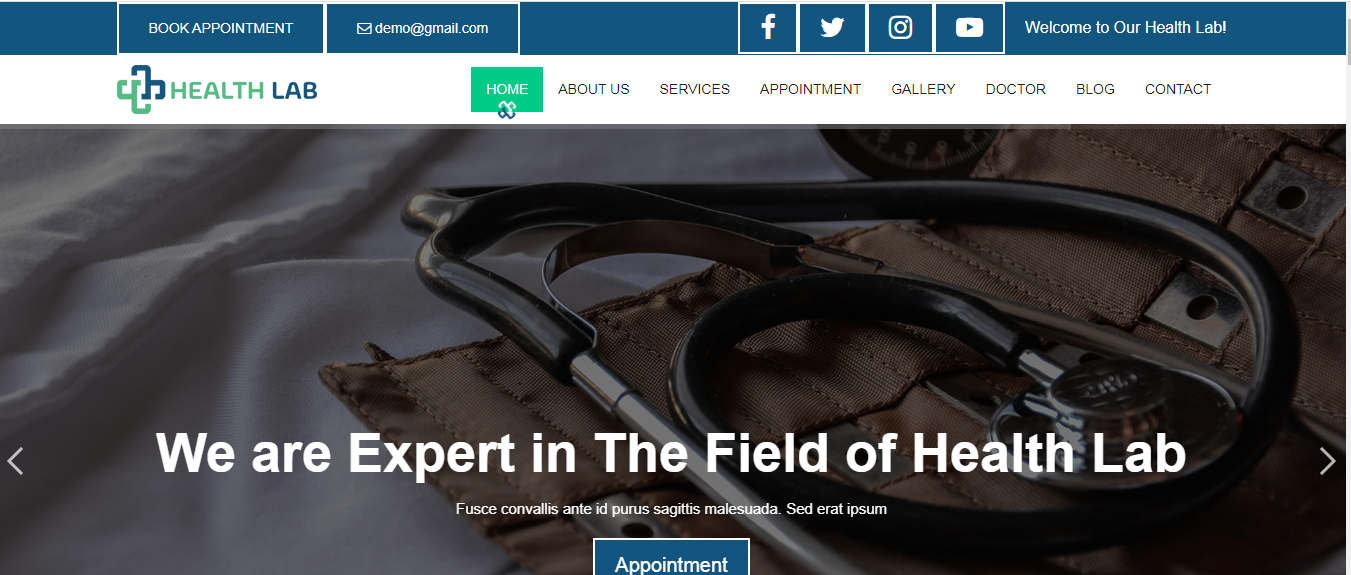 BOOK APPOINTMENT
demo@gmail.com
Welcome to Our Health Lab!
HEALTH LAB
HOME
ABOUT US
SERVICES
APPOINTMENT
GALLERY
DOCTOR
BLOG
CONTACT
We are Expert in The Field of Health Lab
Fusce convallis ante id purus sagittis malesuada. Sed erat ipsum
Appointment